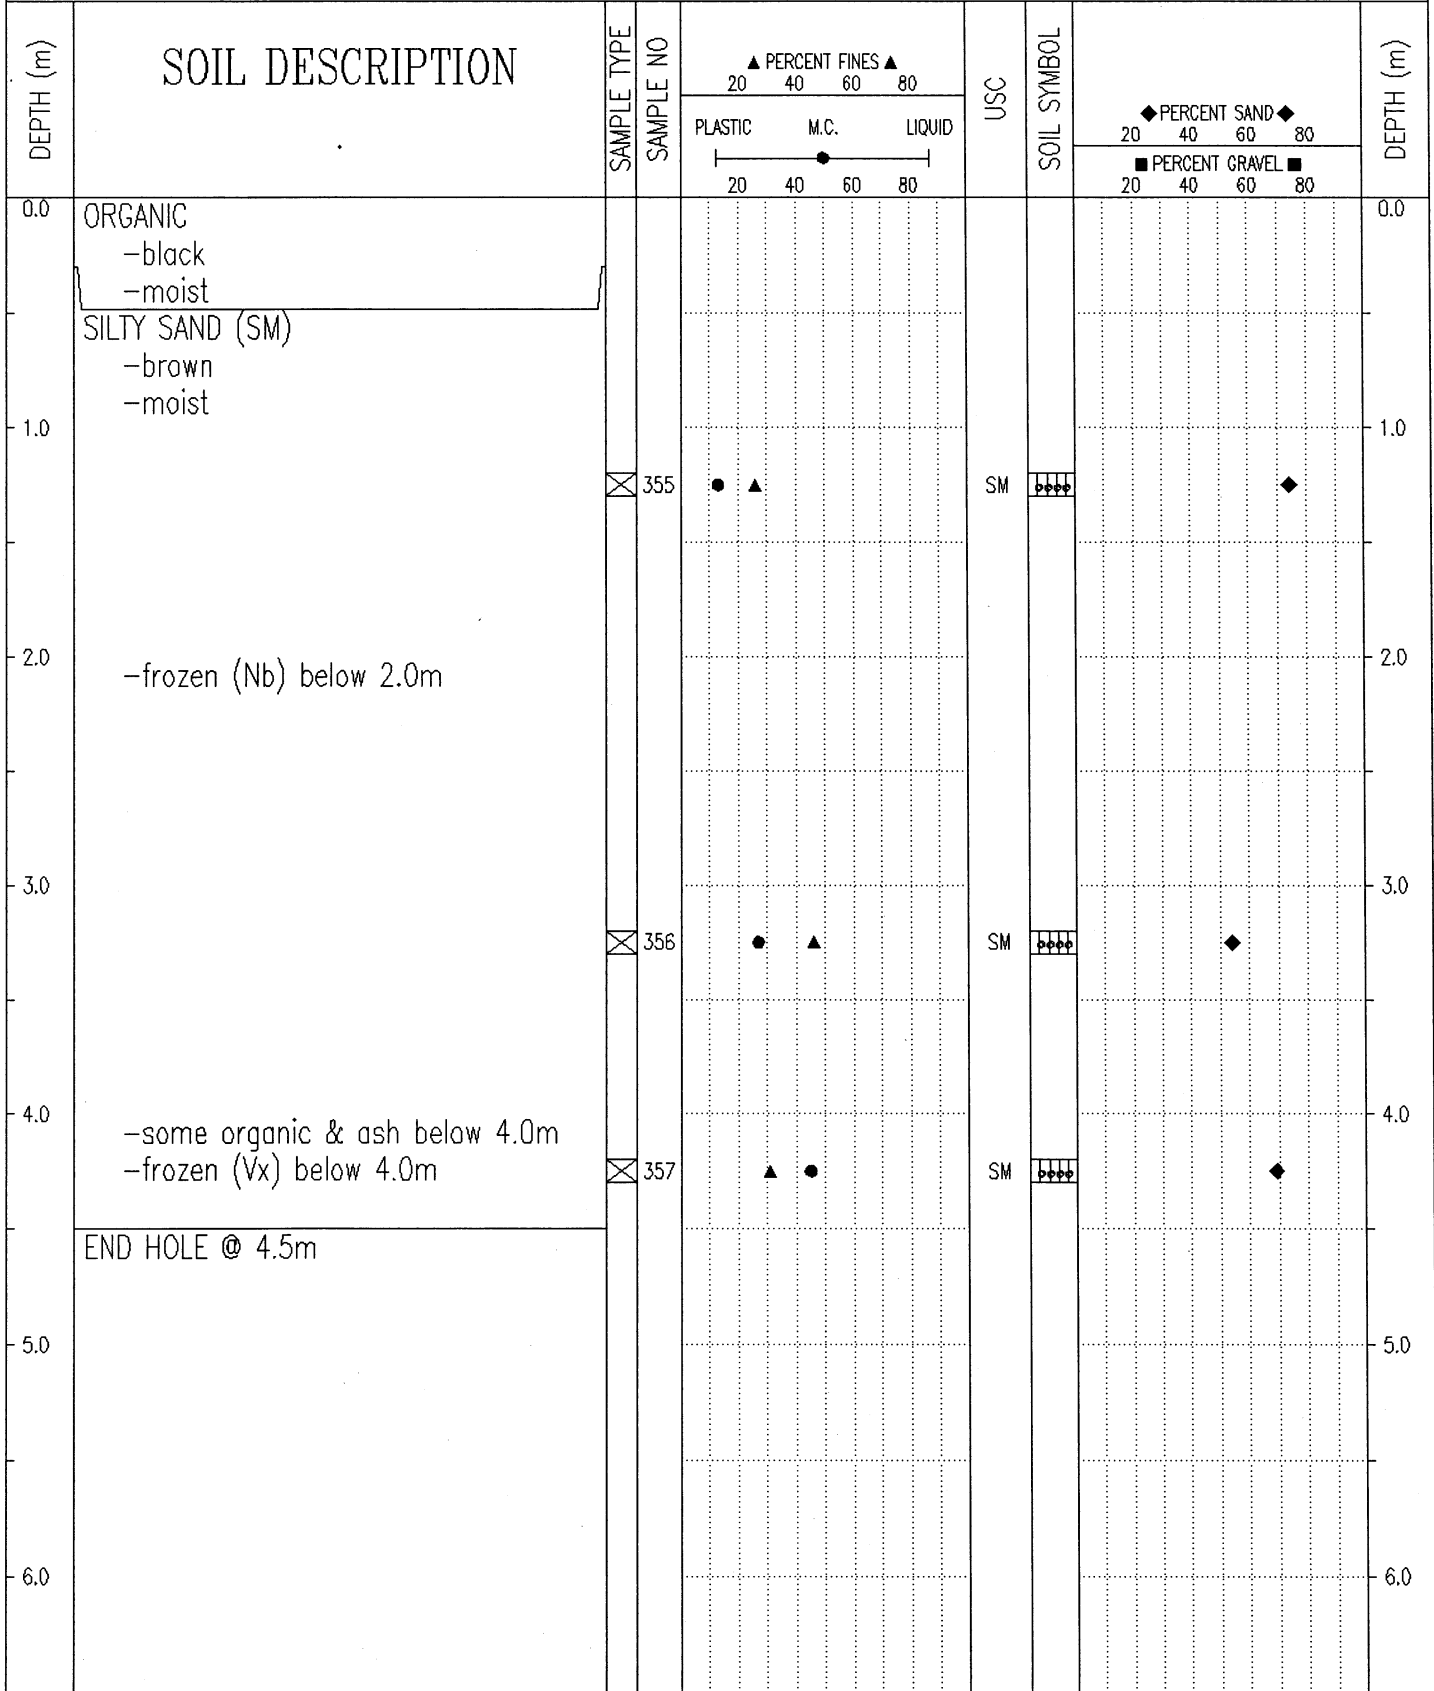 DEPTH (m)
SOIL DESCRIPTION
SAMPLE TYPE
SAMPLE NO
▲ PERCENT FINES ▲
20 40 60 80
PLASTIC M.C. LIQUID
20 40 60 80
USC
SOIL SYMBOL
◆ PERCENT SAND ◆
20 40 60 80
■ PERCENT GRAVEL ■
20 40 60 80
DEPTH (m)
0.0 0.0
ORGANIC
-black
-moist
SILTY SAND (SM)
-brown
-moist
1.0 1.0
355 SM
2.0 2.0
-frozen (Nb) below 2.0m
3.0 3.0
356 SM
4.0 4.0
-some organic & ash below 4.0m
-frozen (Vx) below 4.0m
357 SM
END HOLE @ 4.5m
5.0 5.0
6.0 6.0